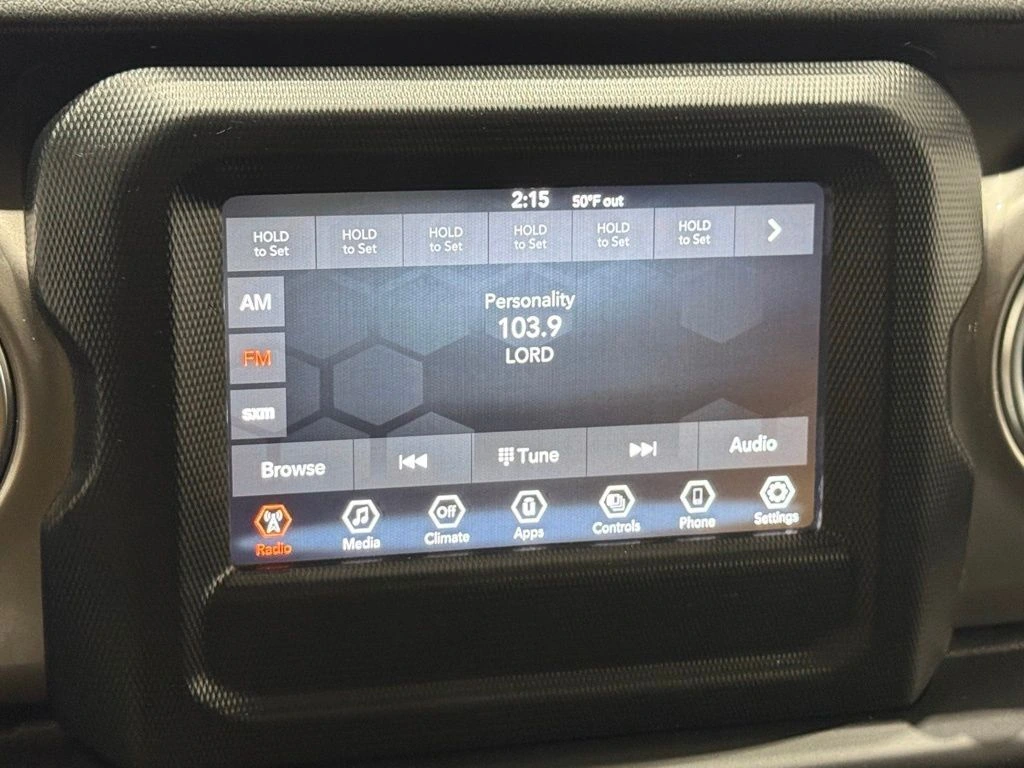 2:15 50°F out
HOLD
to Set
HOLD
to Set
HOLD
to Set
HOLD
to Set
HOLD
to Set
HOLD
to Set
AM
FM
sxm
Personality
103.9
LORD
Browse
Tune
Audio
Radio
Media
Off
Climate
Apps
Controls
Phone
Settings